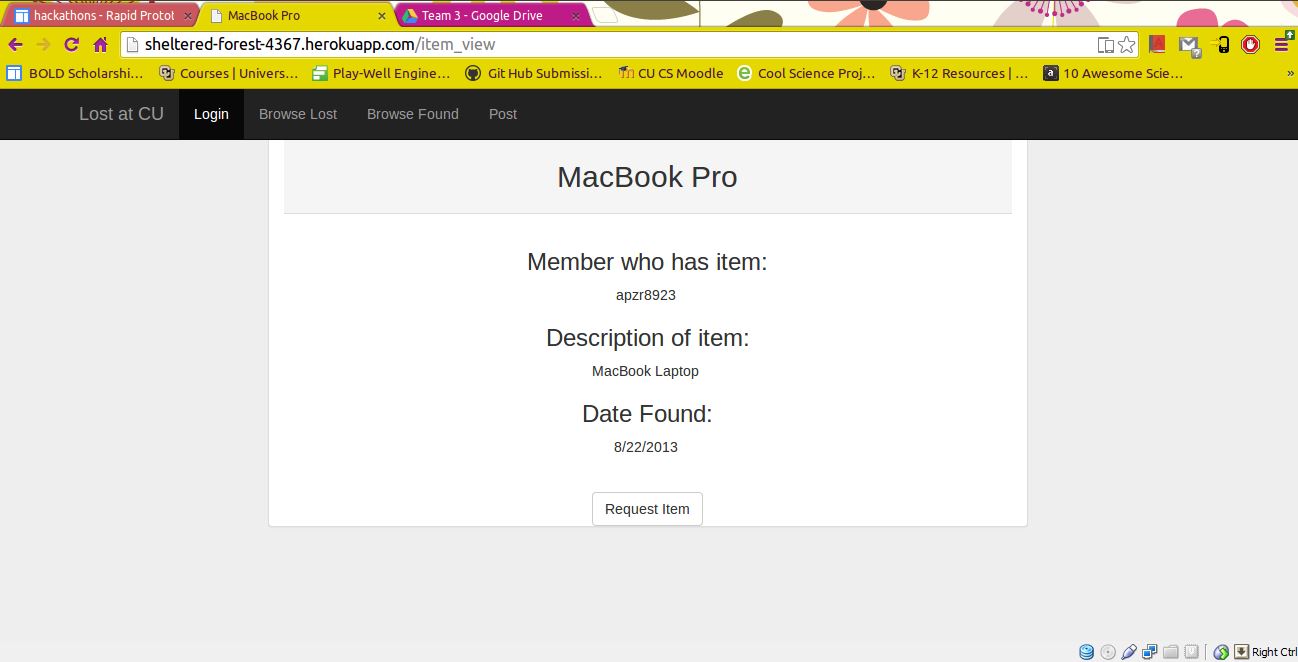 hackathons - Rapid Protot
MacBook Pro
Team 3 - Google Drive
sheltered-forest-4367.herokuapp.com/item_view
BOLD Scholarshi... Courses | Univers... Play-Well Engine... Git Hub Submissi... CU CS Moodle Cool Science Proj... K-12 Resources | ... 10 Awesome Scie... »
Lost at CU Login Browse Lost Browse Found Post
MacBook Pro
Member who has item:
apzr8923
Description of item:
MacBook Laptop
Date Found:
8/22/2013
Request Item
Right Ctrl